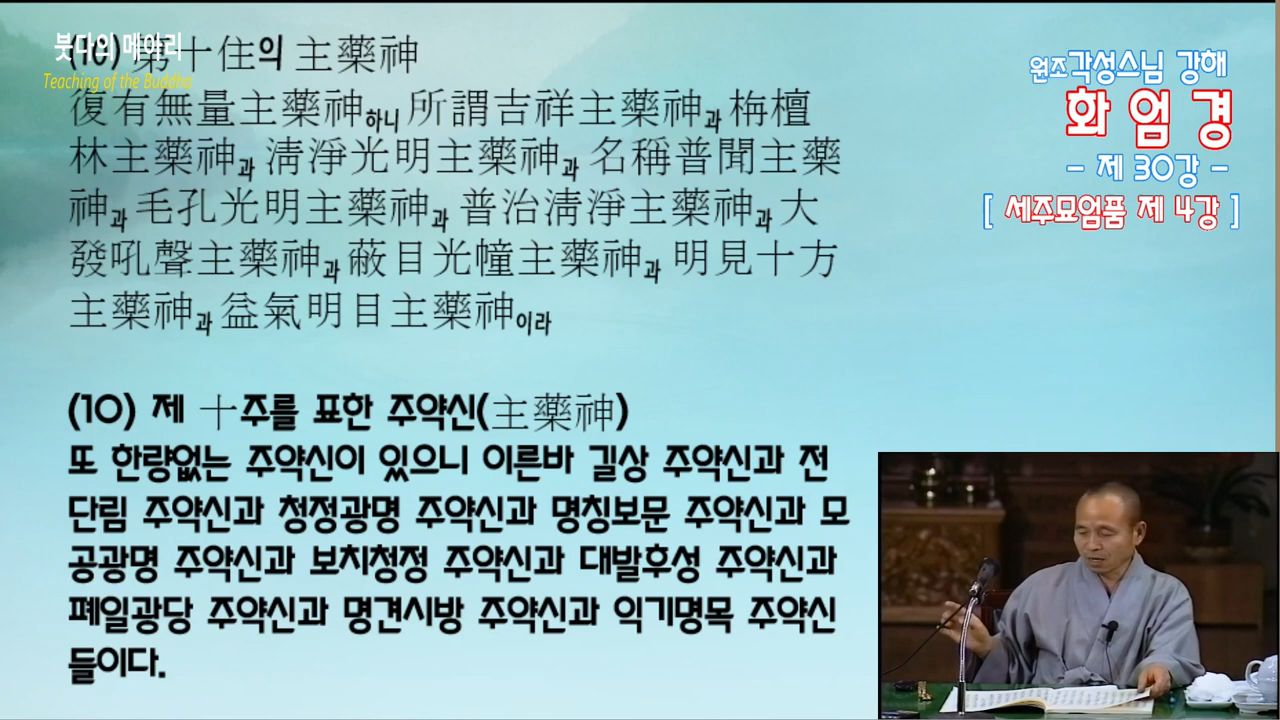 붓다의 메아리
Teaching of the Buddha
(10) 第十住의 主藥神
復有無量主藥神하니 所謂吉祥主藥神과 栴檀
林主藥神과 淸淨光明主藥神과 名稱普聞主藥
神과 毛孔光明主藥神과 普治淸淨主藥神과 大
發吼聲主藥神과 蔽日光幢主藥神과 明見十方
主藥神과 益氣明目主藥神이라
(10) 제 十주를 표한 주약신(主藥神)
또 한량없는 주약신이 있으니 이른바 길상 주약신과 전
단림 주약신과 청정광명 주약신과 명칭보문 주약신과 모
공광명 주약신과 보치청정 주약신과 대발후성 주약신과
폐일광당 주약신과 명견시방 주약신과 익기명목 주약신
들이다.
원조각성스님 강해
화 엄 경
- 제 30강 -
[ 세주묘엄품 제 4강 ]